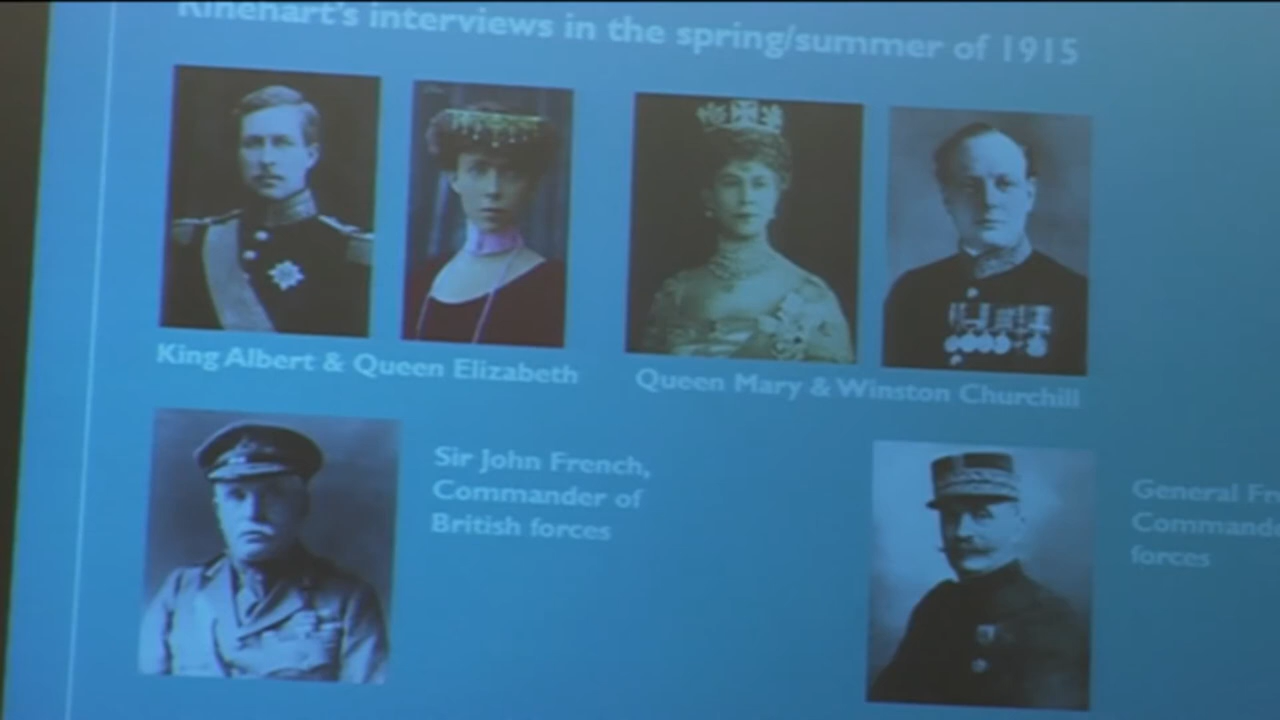 Rinehart's interviews in the spring/summer of 1915
King Albert & Queen Elizabeth
Queen Mary & Winston Churchill
Sir John French,
Commander of
British forces
General
forces